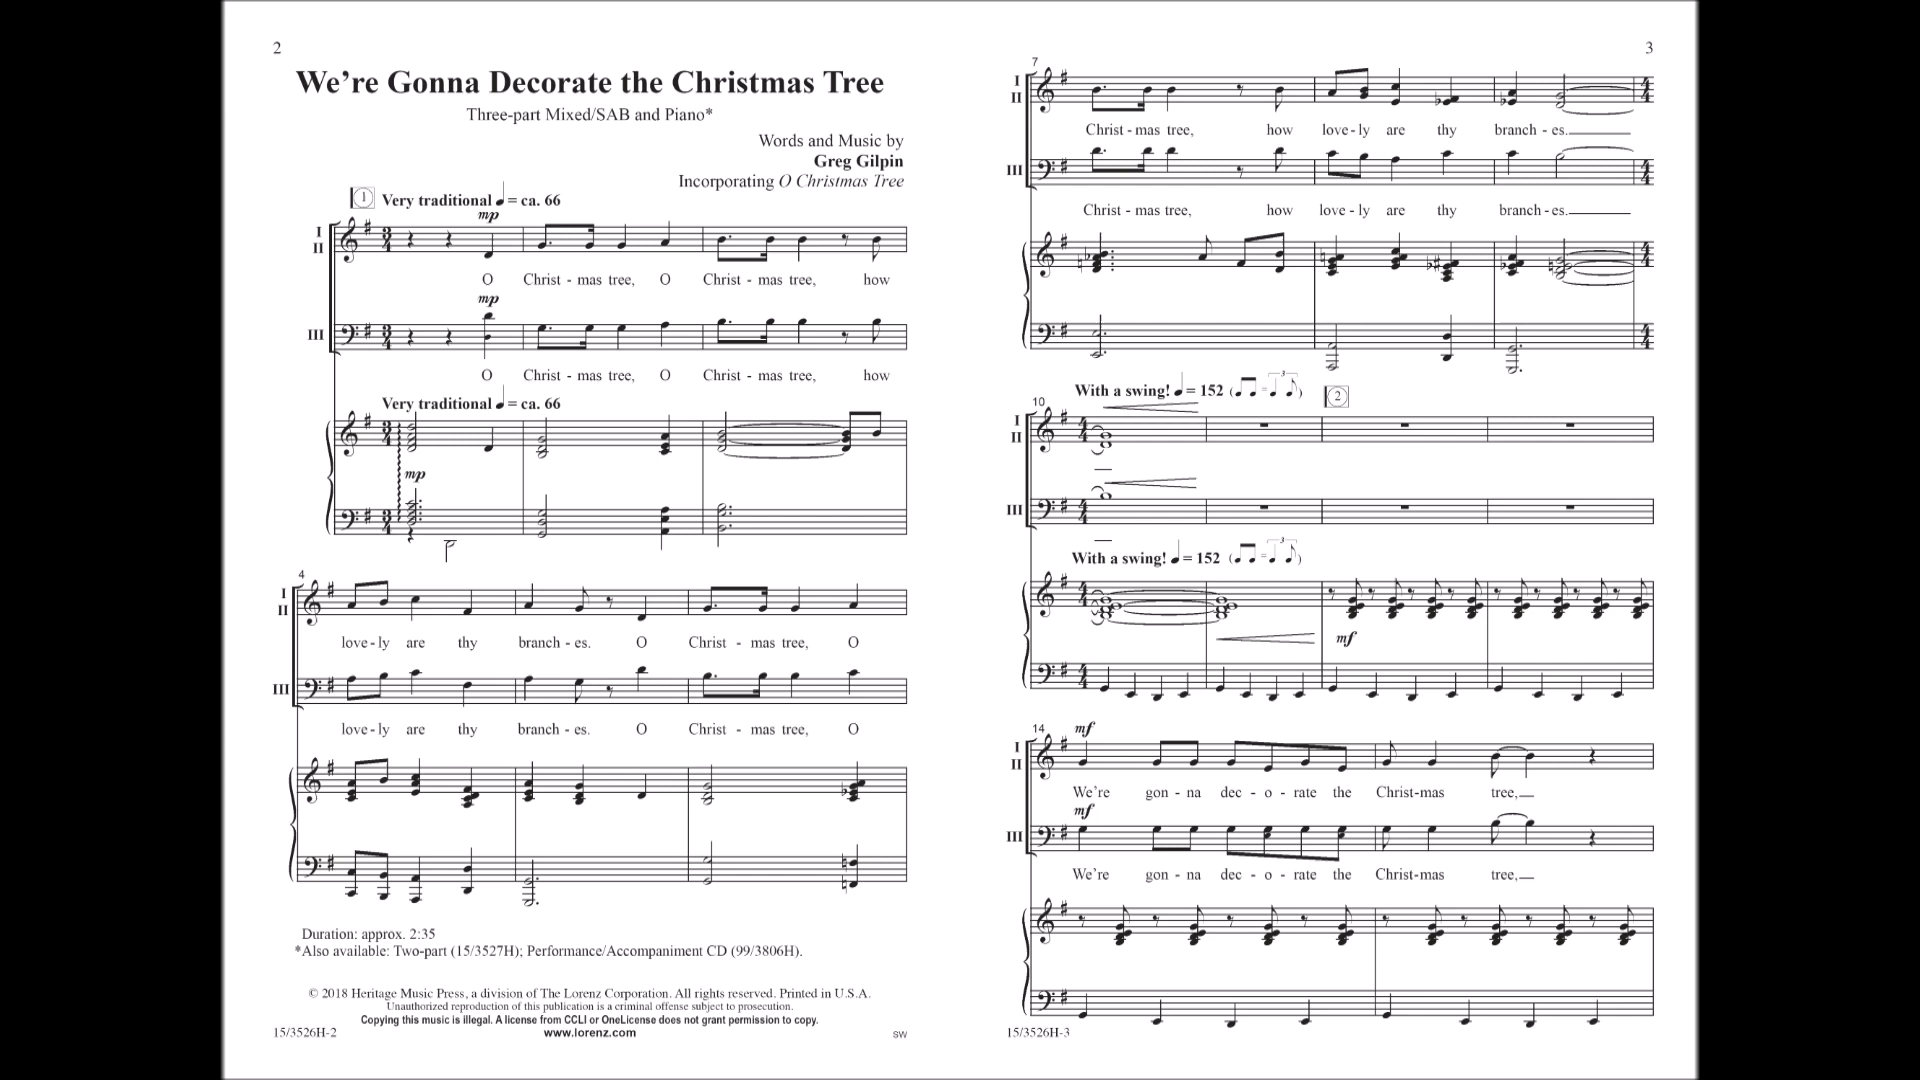 2
We’re Gonna Decorate the Christmas Tree
Three-part Mixed/SAB and Piano*
Words and Music by
Greg Gilpin
Incorporating O Christmas Tree
1 Very traditional ♩ = ca. 66
mp
I
II
O Christ - mas tree, O Christ - mas tree, how
mp
III
O Christ - mas tree, O Christ - mas tree, how
Very traditional ♩ = ca. 66
mp
4
I
II
love - ly are thy branch - es. O Christ - mas tree, O
III
love - ly are thy branch - es. O Christ - mas tree, O
Duration: approx. 2:35
*Also available: Two-part (15/3527H); Performance/Accompaniment CD (99/3806H).
© 2018 Heritage Music Press, a division of The Lorenz Corporation. All rights reserved. Printed in U.S.A.
Unauthorized reproduction of this publication is a criminal offense subject to prosecution.
Copying this music is illegal. A license from CCLI or OneLicense does not grant permission to copy.
15/3526H-2 www.lorenz.com SW
3
7
I
II
Christ - mas tree, how love - ly are thy branch - es.
III
Christ - mas tree, how love - ly are thy branch - es.
With a swing! ♩ = 152 (♫ = ♩ ♪ 3) 2
10
I
II
III
With a swing! ♩ = 152 (♫ = ♩ ♪ 3)
mf
14 mf
I
II
We’re gon - na dec - o - rate the Christ-mas tree,
mf
III
We’re gon - na dec - o - rate the Christ-mas tree,
15/3526H-3